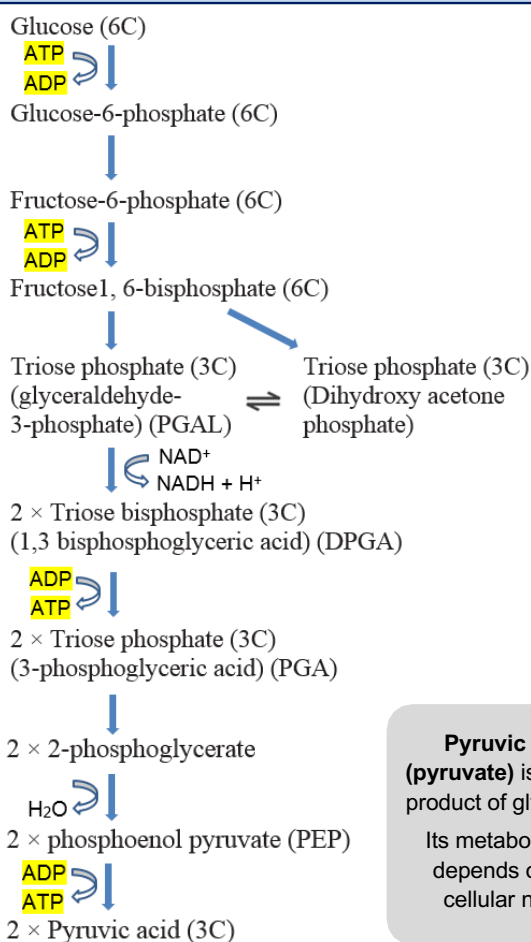 Glucose (6C)
ATP
ADP
Glucose-6-phosphate (6C)
Fructose-6-phosphate (6C)
ATP
ADP
Fructose1, 6-bisphosphate (6C)
Triose phosphate (3C)
(glyceraldehyde-
3-phosphate) (PGAL)
Triose phosphate (3C)
(Dihydroxy acetone
phosphate)
NAD⁺
NADH + H⁺
2 × Triose bisphosphate (3C)
(1,3 bisphosphoglyceric acid) (DPGA)
ADP
ATP
2 × Triose phosphate (3C)
(3-phosphoglyceric acid) (PGA)
2 × 2-phosphoglycerate
H₂O
2 × phosphoenol pyruvate (PEP)
ADP
ATP
2 × Pyruvic acid (3C)
Pyruvic
(pyruvate) is
product of
Its
depends
cellular